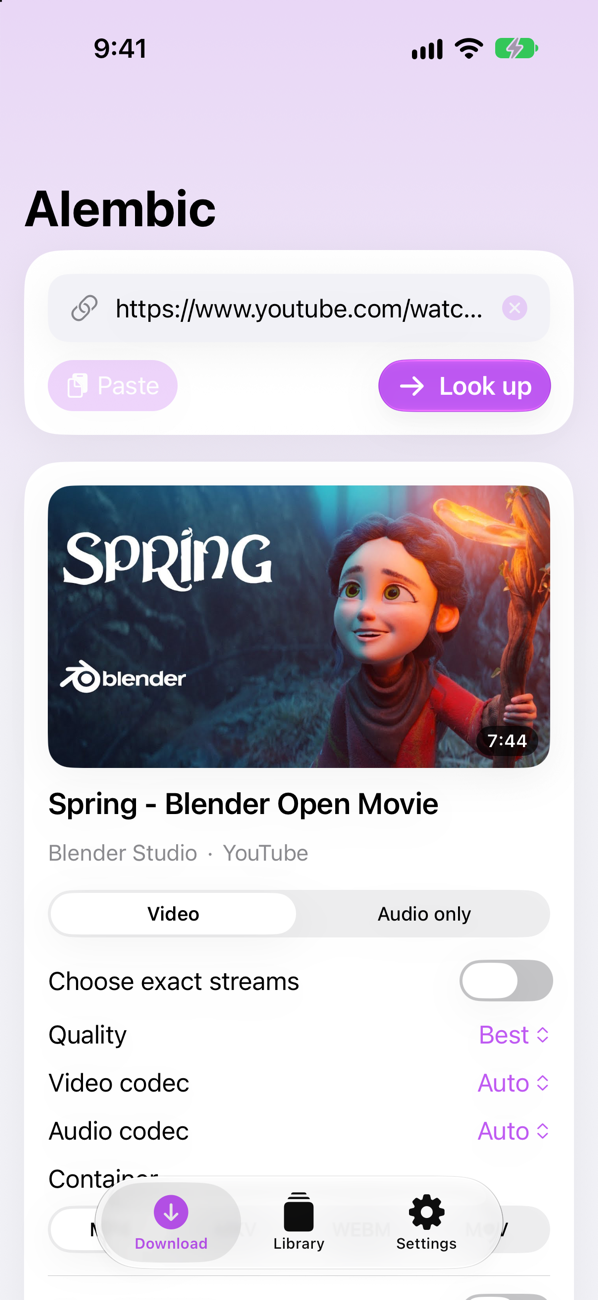 9:41
Alembic
https://www.youtube.com/watc...
Paste
Look up
SPRING
blender
7:44
Spring - Blender Open Movie
Blender Studio · YouTube
Video
Audio only
Choose exact streams
Quality
Best
Video codec
Auto
Audio codec
Auto
Container
WEBM
Download
Library
Settings